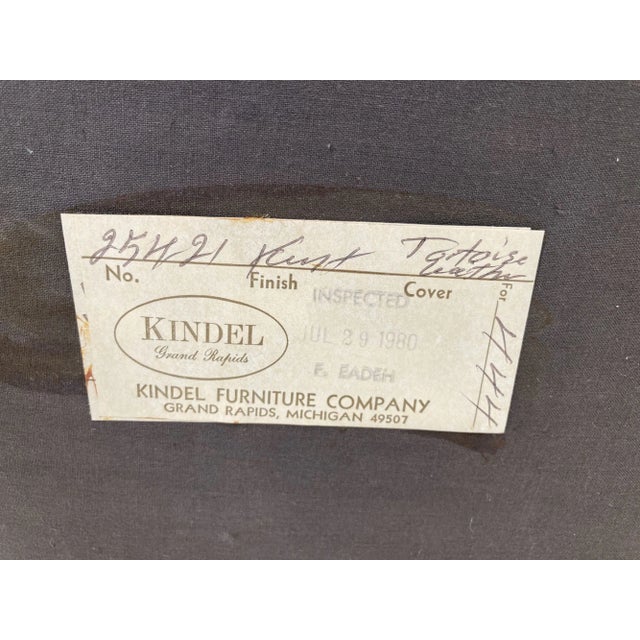 25421 Kent Tortoise
leather
No. Finish Cover For
INSPECTED
KINDEL
Grand Rapids
JUL 29 1980
F. EADEH
KINDEL FURNITURE COMPANY
GRAND RAPIDS, MICHIGAN 49507